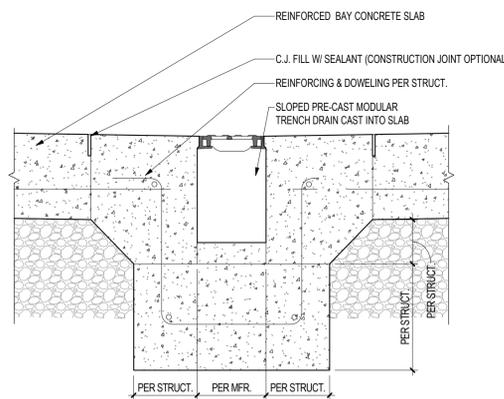 REINFORCED BAY CONCRETE SLAB
C.J. FILL W/ SEALANT (CONSTRUCTION JOINT OPTIONAL
REINFORCING & DOWELING PER STRUCT.
SLOPED PRE-CAST MODULAR
TRENCH DRAIN CAST INTO SLAB
PER STRUCT.
PER STRUCT.
PER STRUCT.
PER MFR.
PER STRUCT.